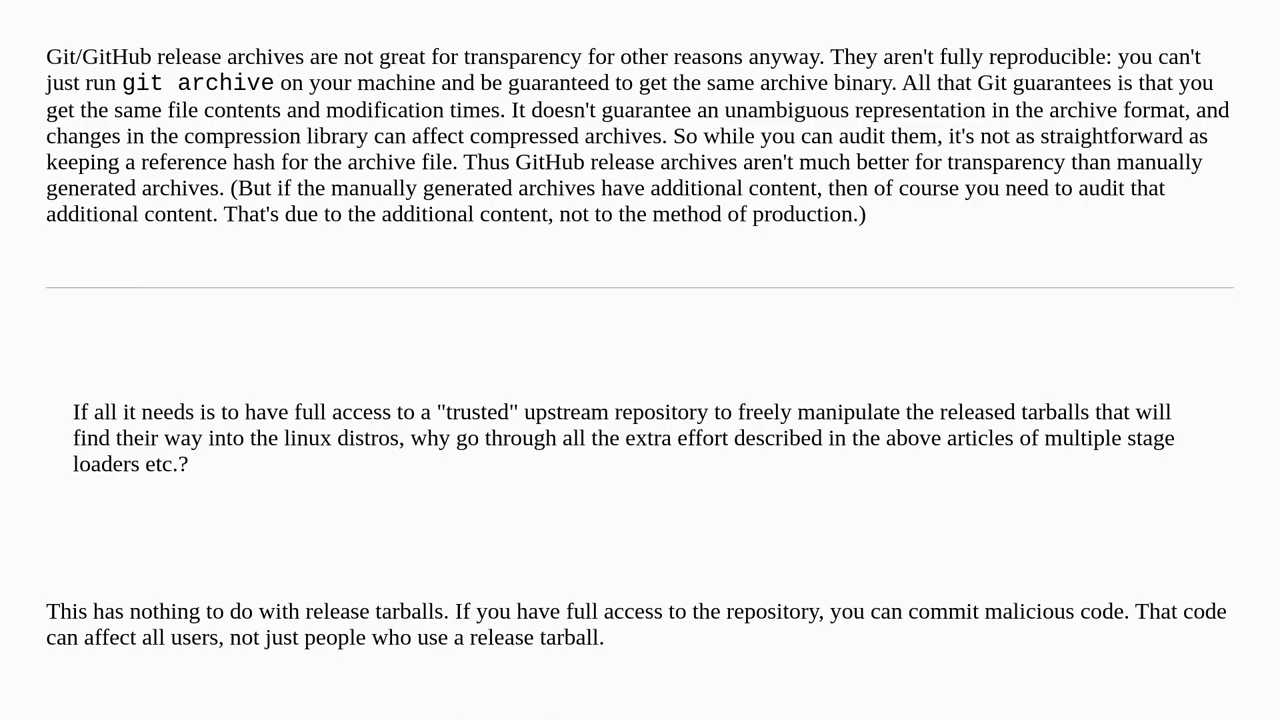 Git/GitHub release archives are not great for transparency for other reasons anyway. They aren't fully reproducible: you can't
just run git archive on your machine and be guaranteed to get the same archive binary. All that Git guarantees is that you
get the same file contents and modification times. It doesn't guarantee an unambiguous representation in the archive format, and
changes in the compression library can affect compressed archives. So while you can audit them, it's not as straightforward as
keeping a reference hash for the archive file. Thus GitHub release archives aren't much better for transparency than manually
generated archives. (But if the manually generated archives have additional content, then of course you need to audit that
additional content. That's due to the additional content, not to the method of production.)
If all it needs is to have full access to a "trusted" upstream repository to freely manipulate the released tarballs that will
find their way into the linux distros, why go through all the extra effort described in the above articles of multiple stage
loaders etc.?
This has nothing to do with release tarballs. If you have full access to the repository, you can commit malicious code. That code
can affect all users, not just people who use a release tarball.